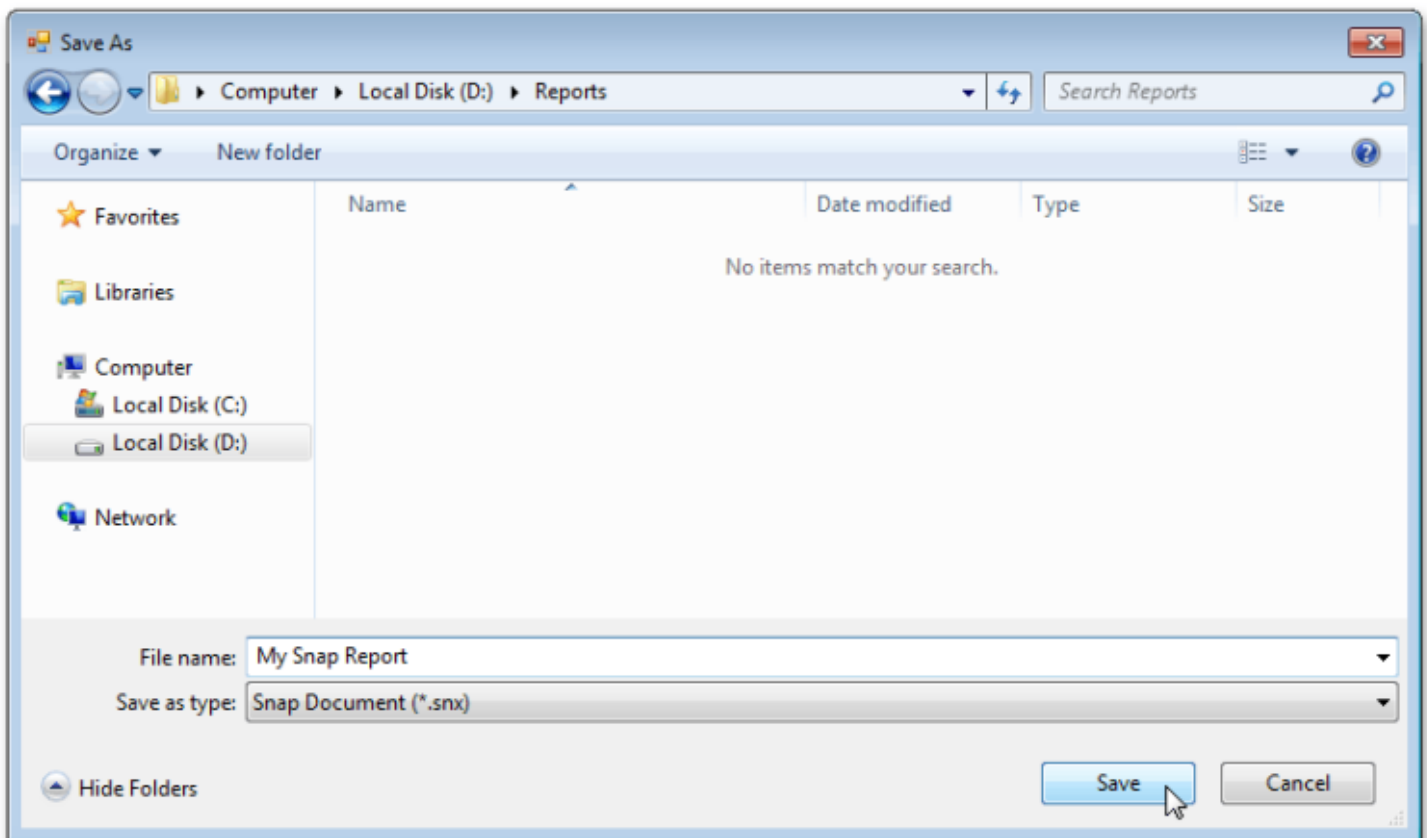 Save As
Computer Local Disk (D:) Reports Search Reports
Organize New folder
Name Date modified Type Size
Favorites
No items match your search.
Libraries
Computer
Local Disk (C:)
Local Disk (D:)
Network
File name: My Snap Report
Save as type: Snap Document (*.snx)
Hide Folders Save Cancel